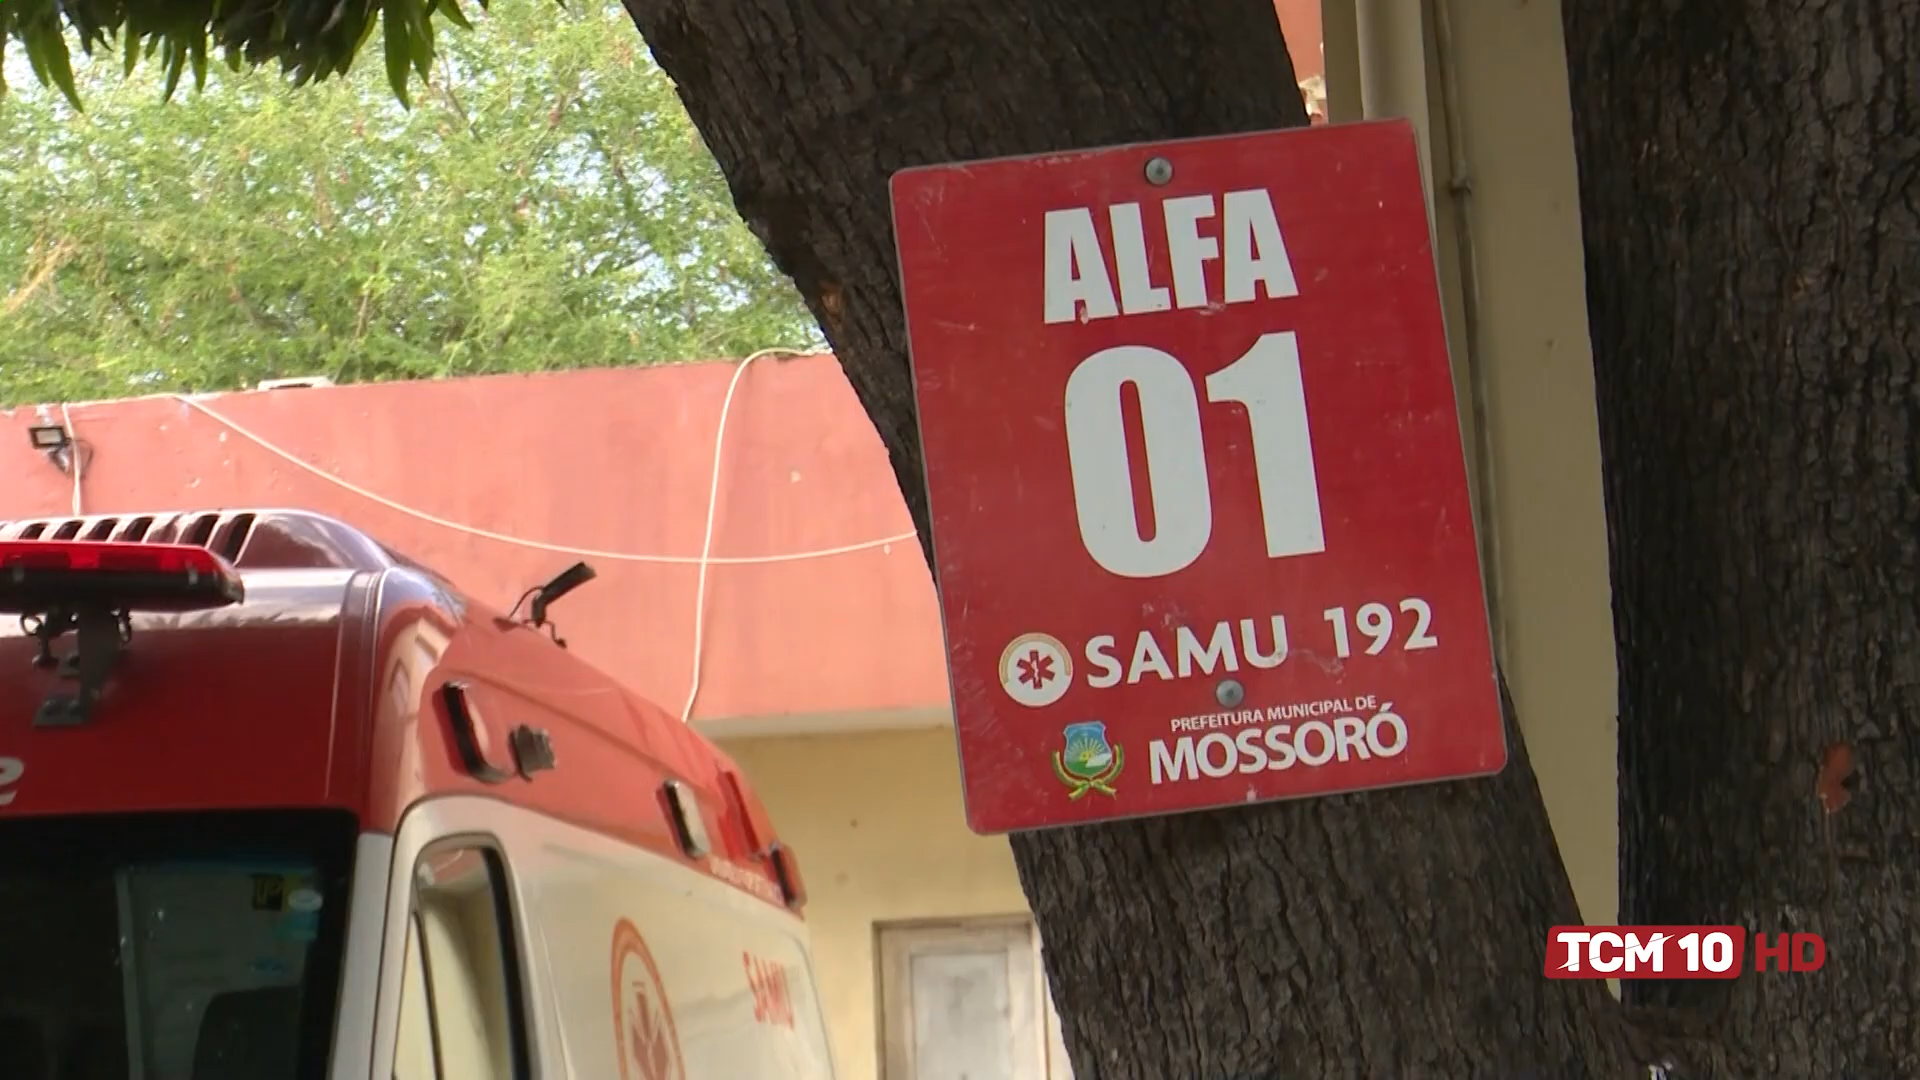 ALFA
01
SAMU 192
PREFEITURA MUNICIPAL DE
MOSSORÓ
SAMU
TCM 10 HD